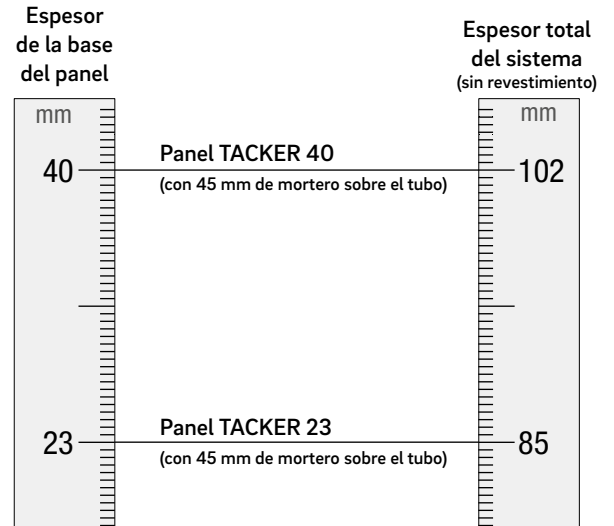 Espesor
de la base
del panel
Espesor total
del sistema
(sin revestimiento)
mm
mm
Panel TACKER 40
40
102
(con 45 mm de mortero sobre el tubo)
Panel TACKER 23
23
85
(con 45 mm de mortero sobre el tubo)